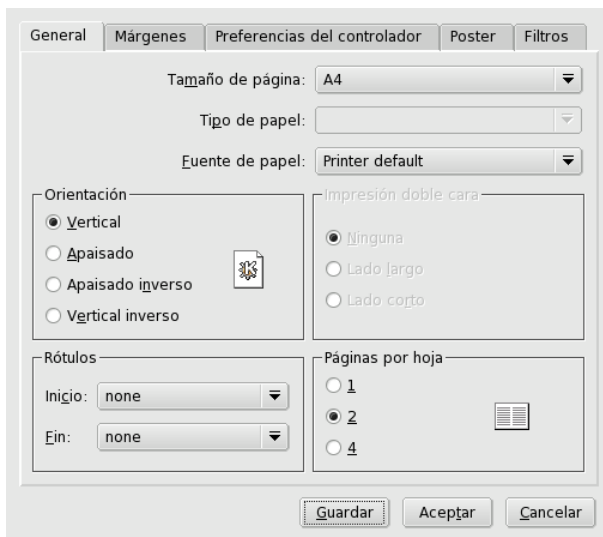 General Márgenes Preferencias del controlador Poster Filtros
Tamaño de página: A4
Tipo de papel:
Fuente de papel: Printer default
Orientación
Vertical
Apaisado
Apaisado inverso
Vertical inverso
Impresión doble cara
Ninguna
Lado largo
Lado corto
Rótulos
Inicio: none
Fin: none
Páginas por hoja
1
2
4
Guardar Aceptar Cancelar